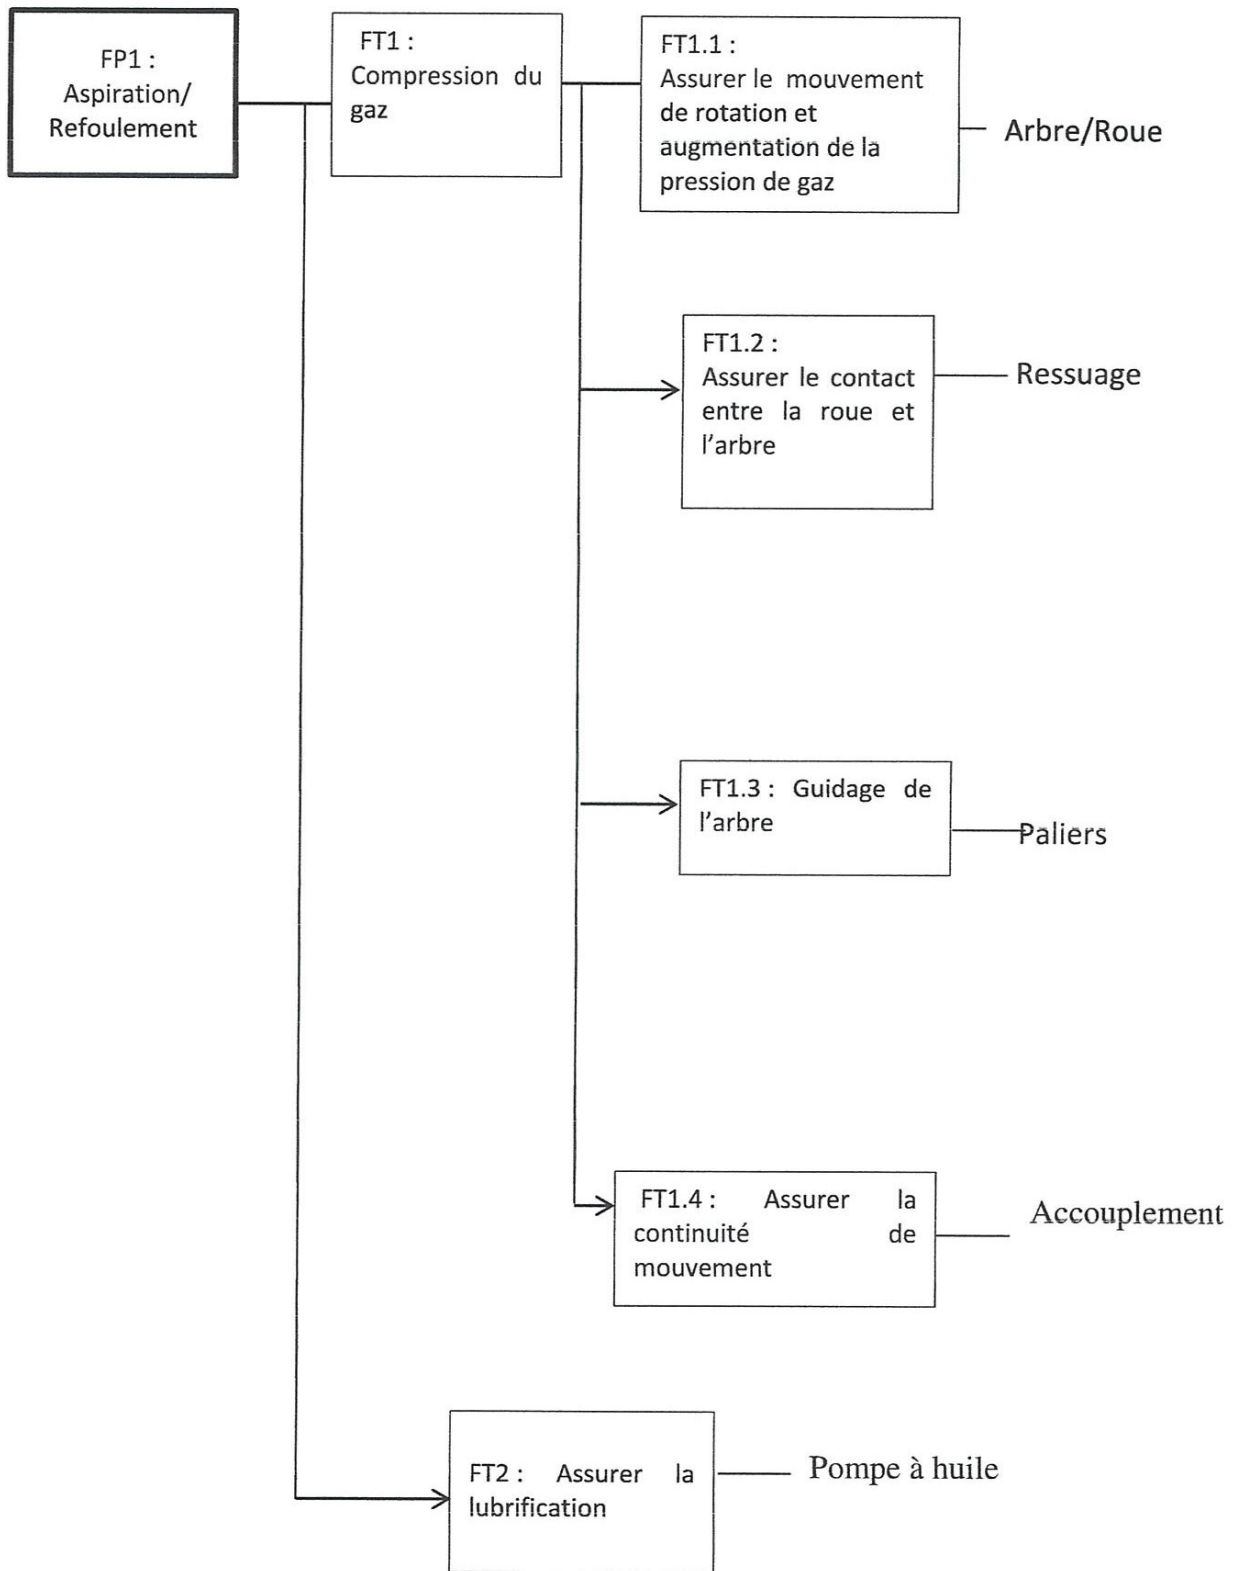 FP1 :
Aspiration/
Refoulement
FT1 :
Compression du
gaz
FT1.1 :
Assurer le mouvement
de rotation et
augmentation de la
pression de gaz
Arbre/Roue
FT1.2 :
Assurer le contact
entre la roue et
l'arbre
Ressuage
FT1.3 : Guidage de
l'arbre
Paliers
FT1.4 : Assurer la
continuité de
mouvement
Accouplement
FT2 : Assurer la
lubrification
Pompe à huile